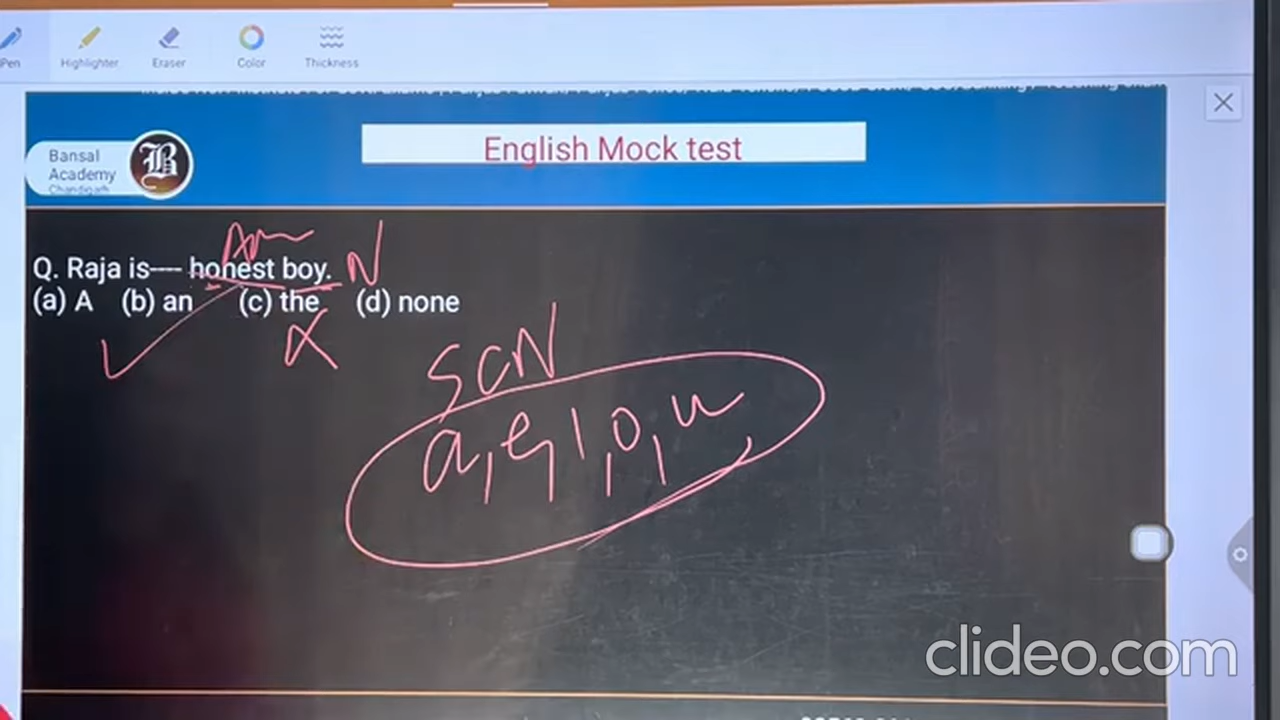 Pen Highlighter Eraser Color Thickness
Bansal
Academy
Chandigarh
B
English Mock test
N
Q. Raja is---- honest boy.
(a) A (b) an (c) the (d) none
SCN
a, e, i, o, u
clideo.com